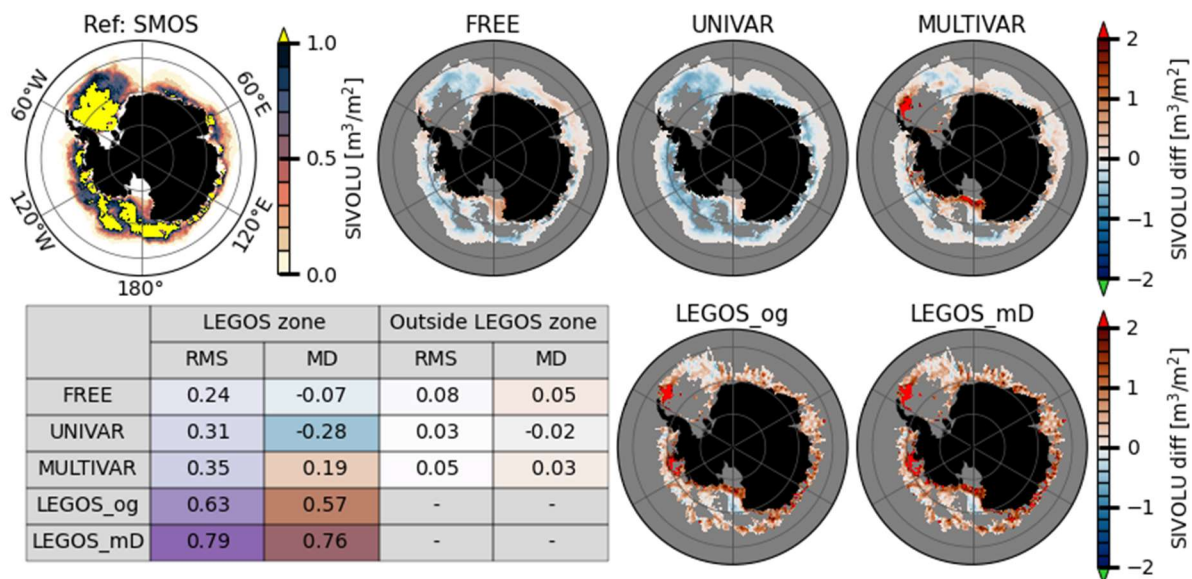 Ref: SMOS
FREE
UNIVAR
MULTIVAR
60°W
60°E
120°W
120°E
180°
1.0
0.5
0.0
SIVOLU [m³/m²]
2
1
0
−1
−2
SIVOLU diff [m³/m²]
LEGOS zone Outside LEGOS zone
RMS MD RMS MD
FREE 0.24 -0.07 0.08 0.05
UNIVAR 0.31 -0.28 0.03 -0.02
MULTIVAR 0.35 0.19 0.05 0.03
LEGOS_og 0.63 0.57 - -
LEGOS_mD 0.79 0.76 - -
LEGOS_og
LEGOS_mD
2
1
0
−1
−2
SIVOLU diff [m³/m²]